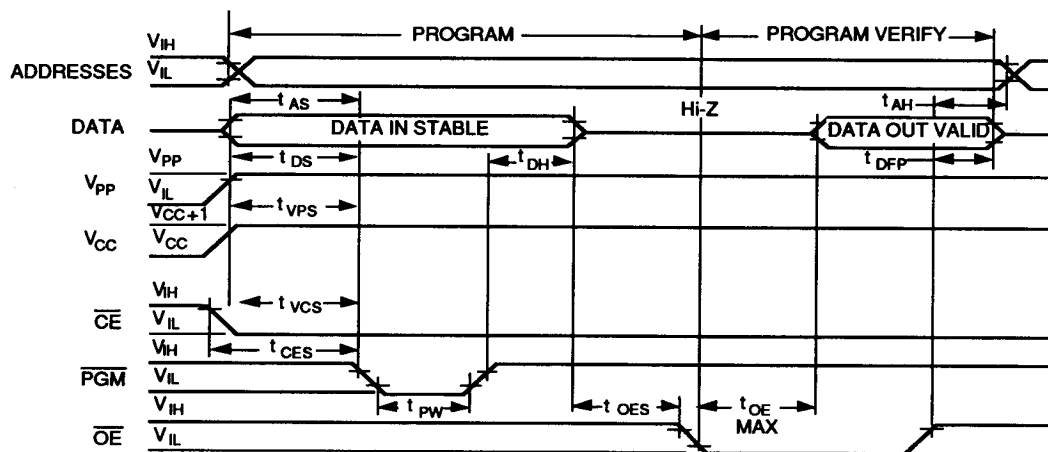 PROGRAM PROGRAM VERIFY
VIH
ADDRESSES VIL
tAS Hi-Z tAH
DATA DATA IN STABLE DATA OUT VALID
VPP tDS tDH tDFP
VPP VIL
VCC+1 tVPS
VCC VCC
VIH tVCS
CE VIL
VIH tCES
PGM VIL
VIH tPW tOES tOE
MAX
OE VIL